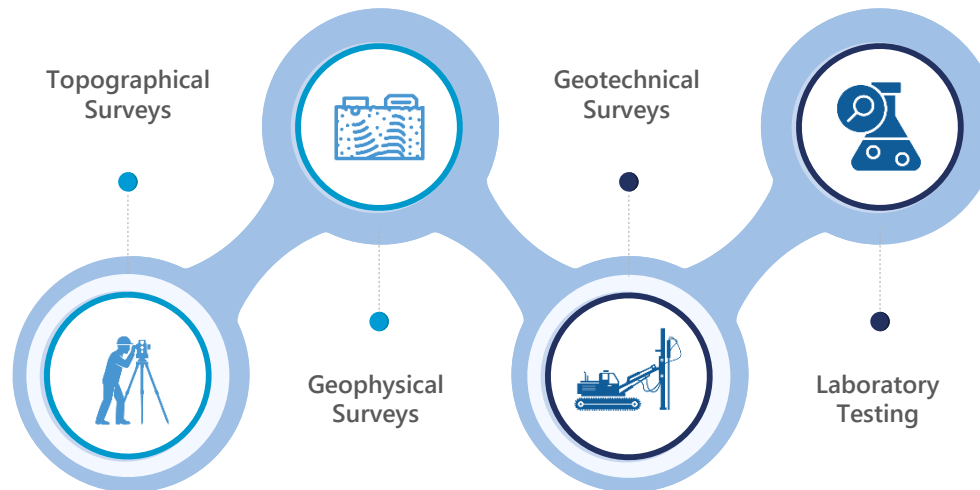 Topographical
Surveys
Geotechnical
Surveys
Geophysical
Surveys
Laboratory
Testing